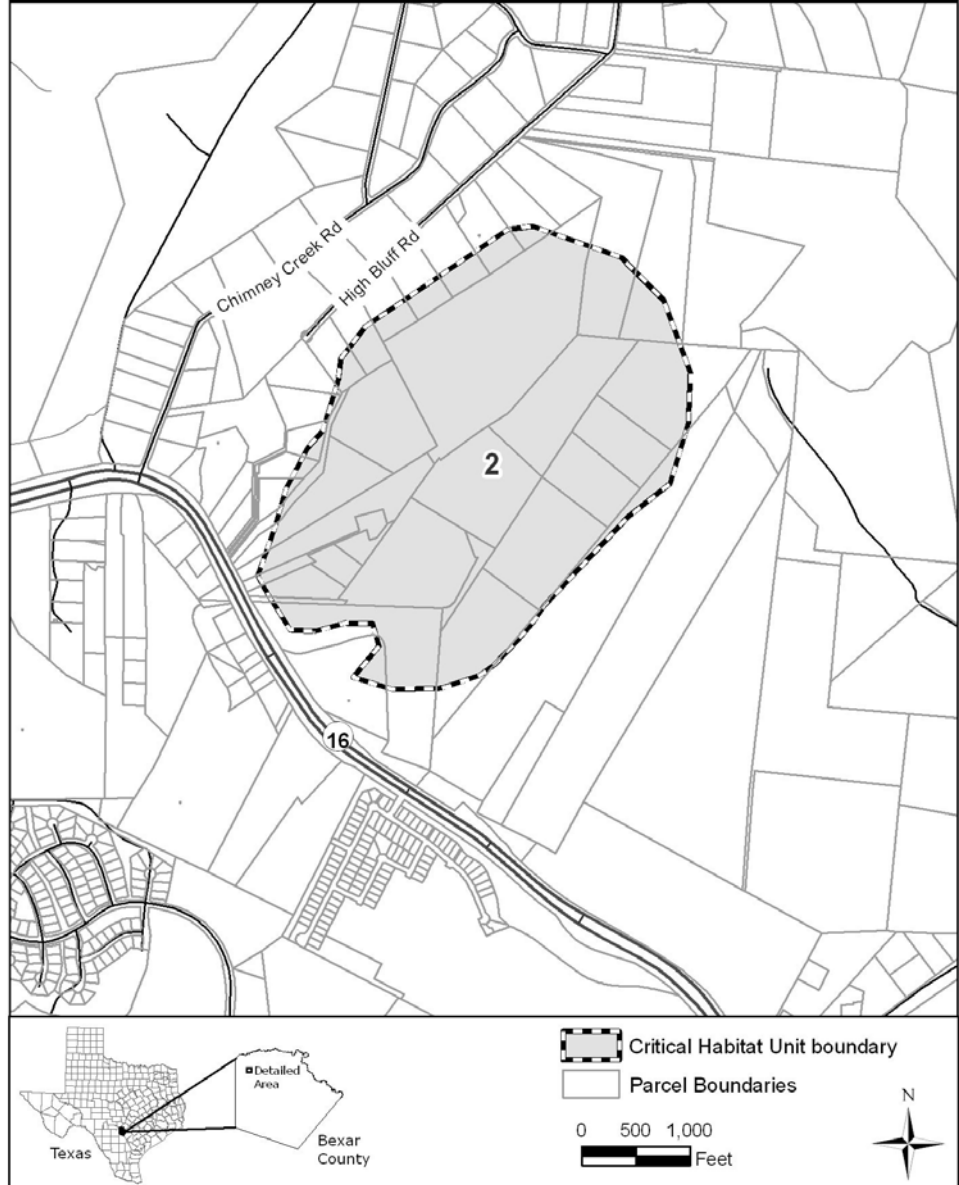 Chimney Creek Rd
High Bluff Rd
2
16
Texas
Detailed
Area
Bexar
County
Critical Habitat Unit boundary
Parcel Boundaries
0 500 1,000
Feet
N